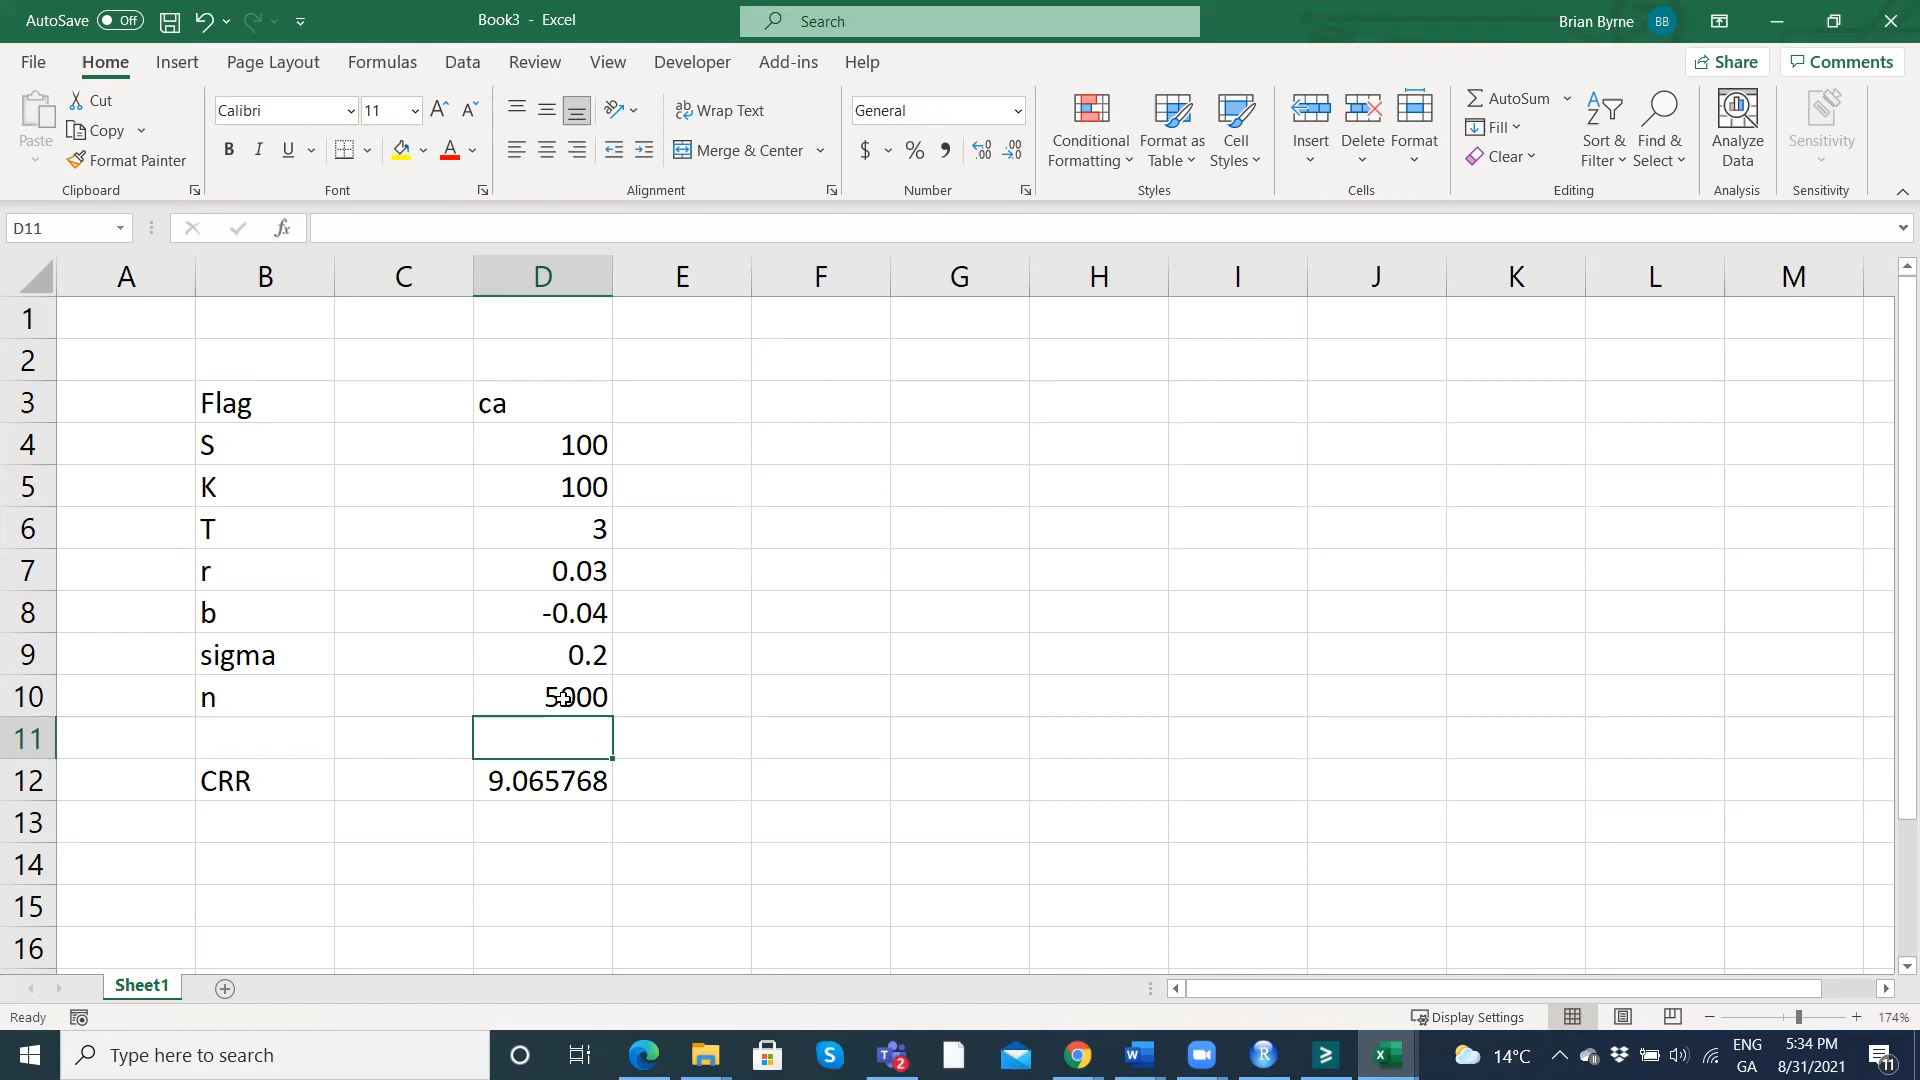 AutoSave Off Book3 - Excel Search Brian Byrne BB
File Home Insert Page Layout Formulas Data Review View Developer Add-ins Help Share Comments
Paste Cut Copy Format Painter Clipboard
Calibri 11 B I U Font
Wrap Text Merge & Center Alignment
General $ % Number
Conditional Formatting Format as Table Cell Styles Styles
Insert Delete Format Cells
AutoSum Fill Clear Sort & Filter Find & Select Editing
Analyze Data Analysis
Sensitivity Sensitivity
D11 fx
A B C D E F G H I J K L M
1
2
3 Flag ca
4 S 100
5 K 100
6 T 3
7 r 0.03
8 b -0.04
9 sigma 0.2
10 n 5000
11
12 CRR 9.065768
13
14
15
16
Sheet1
Ready Display Settings 174%
Type here to search 2 14°C ENG GA 5:34 PM 8/31/2021 11